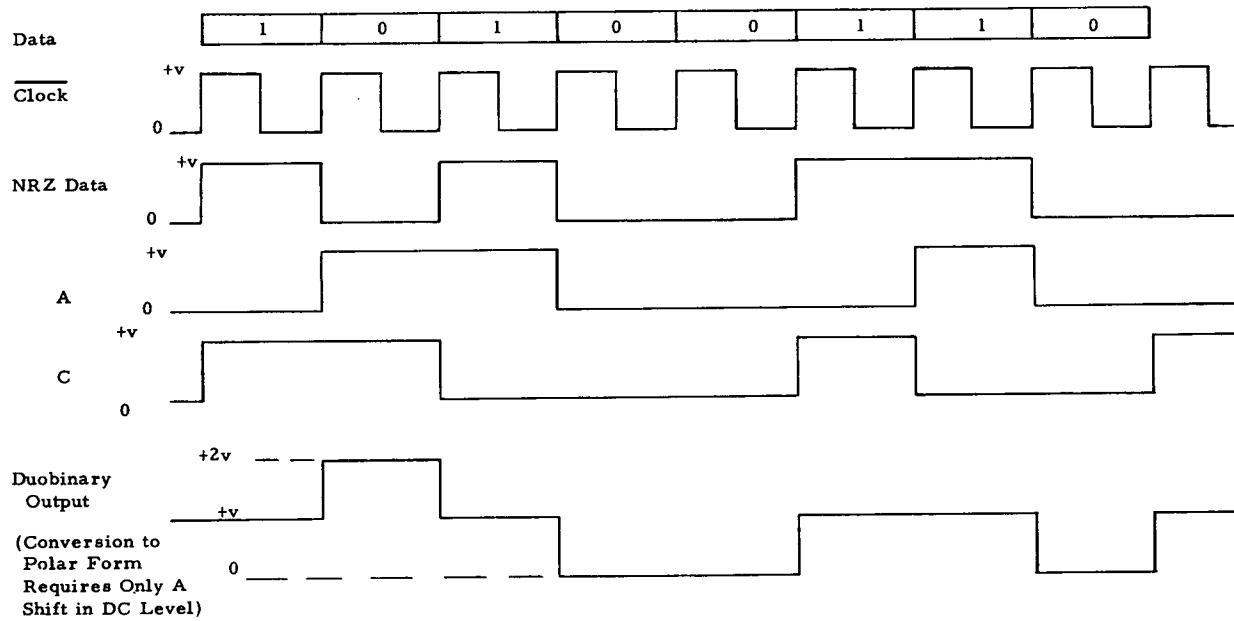 Data 1 0 1 0 0 1 1 0
+v
Clock
0
+v
NRZ Data
0
+v
A
0
+v
C
0
+2v
Duobinary
Output
+v
(Conversion to
Polar Form
0
Requires Only A
Shift in DC Level)